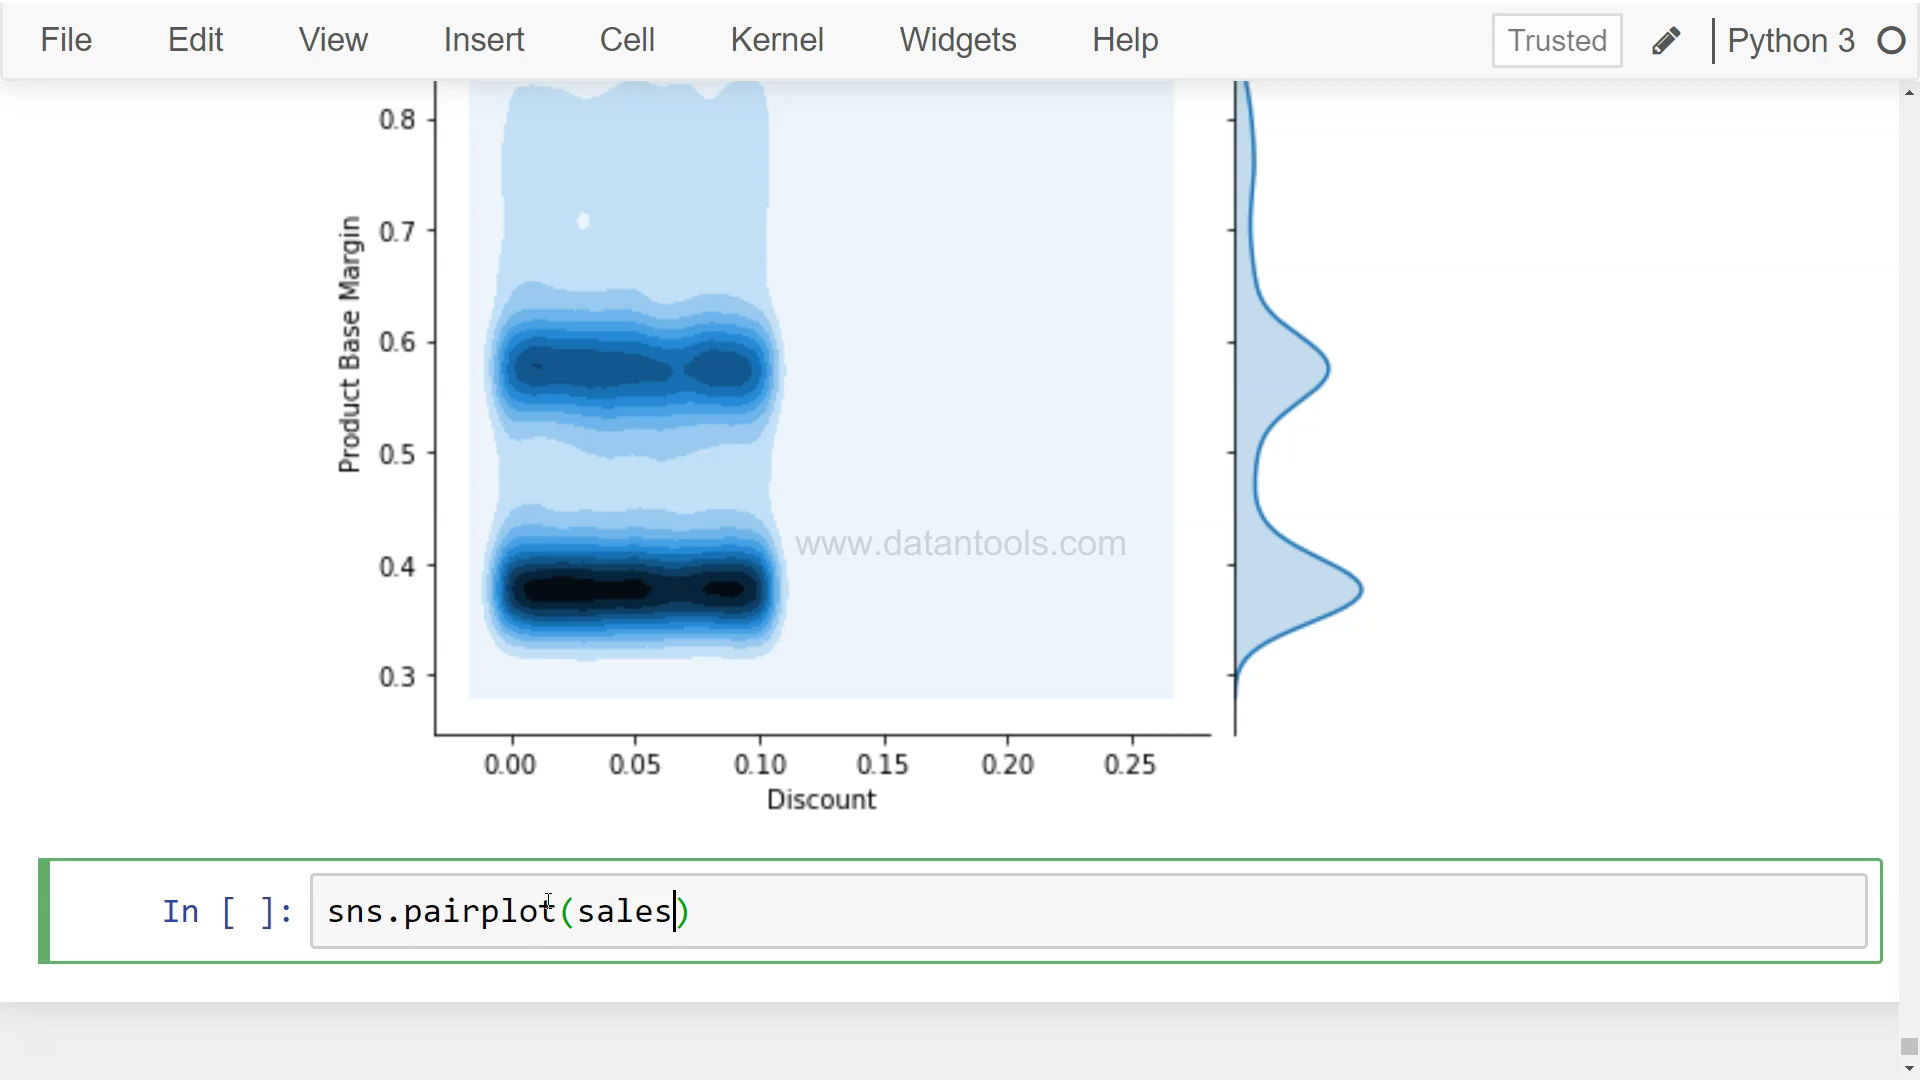 File Edit View Insert Cell Kernel Widgets Help Trusted Python 3
0.8
0.7
0.6
0.5
0.4
0.3
Product Base Margin
www.datantools.com
0.00 0.05 0.10 0.15 0.20 0.25
Discount
In [ ]: sns.pairplot(sales)